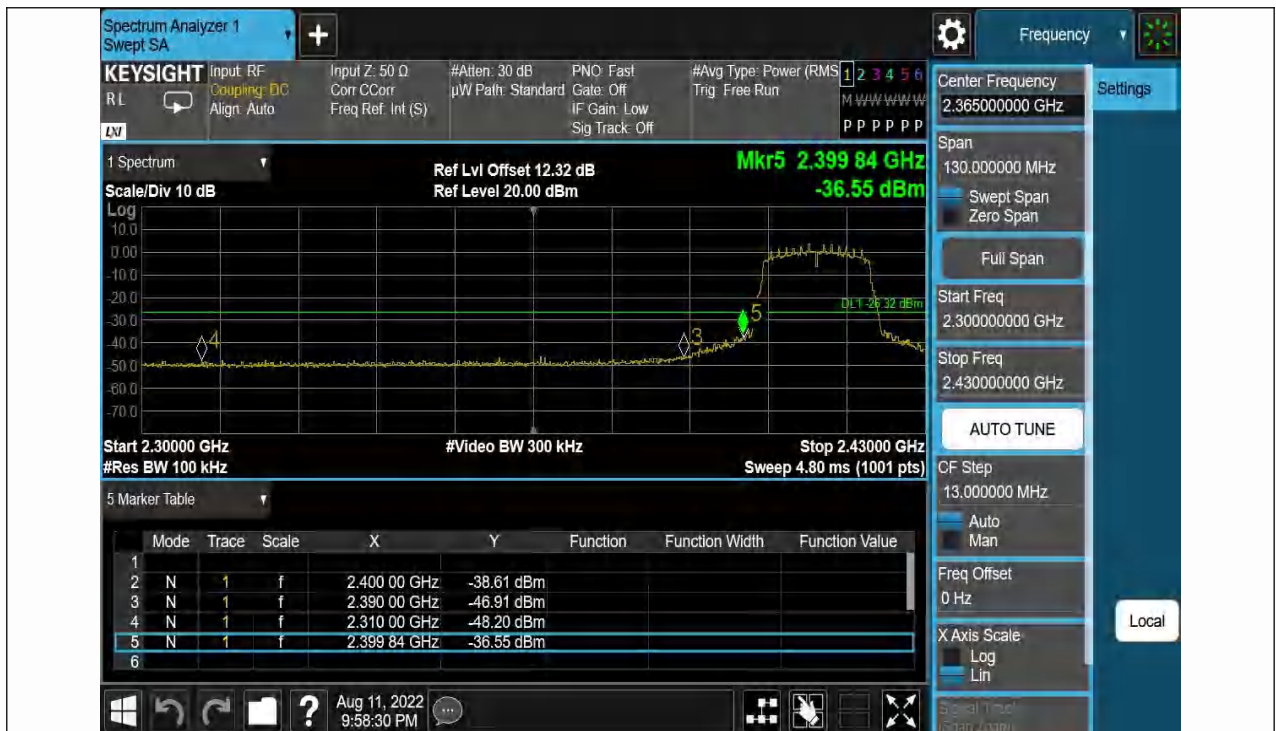 Spectrum Analyzer 1
Swept SA
+
Frequency
KEYSIGHT
RL
LXI
Input: RF
Coupling: DC
Align: Auto
Input Z: 50 Ω
Corr CCorr
Freq Ref: Int (S)
#Atten: 30 dB
µW Path: Standard
PNO: Fast
Gate: Off
IF Gain: Low
Sig Track: Off
#Avg Type: Power (RMS
Trig: Free Run
1 2 3 4 5 6
M W W W W W
P P P P P P
1 Spectrum
Scale/Div 10 dB
Ref Lvl Offset 12.32 dB
Ref Level 20.00 dBm
Mkr5 2.399 84 GHz
-36.55 dBm
Log
10.0
0.00
-10.0
-20.0
-30.0
-40.0
-50.0
-60.0
-70.0
DL1 -26.32 dBm
4
3
5
Start 2.30000 GHz
#Res BW 100 kHz
#Video BW 300 kHz
Stop 2.43000 GHz
Sweep 4.80 ms (1001 pts)
5 Marker Table
Mode Trace Scale X Y Function Function Width Function Value
1
2 N 1 f 2.400 00 GHz -38.61 dBm
3 N 1 f 2.390 00 GHz -46.91 dBm
4 N 1 f 2.310 00 GHz -48.20 dBm
5 N 1 f 2.399 84 GHz -36.55 dBm
6
?
Aug 11, 2022
9:58:30 PM
Center Frequency
2.365000000 GHz
Span
130.000000 MHz
Swept Span
Zero Span
Full Span
Start Freq
2.300000000 GHz
Stop Freq
2.430000000 GHz
AUTO TUNE
CF Step
13.000000 MHz
Auto
Man
Freq Offset
0 Hz
X Axis Scale
Log
Lin
Settings
Local